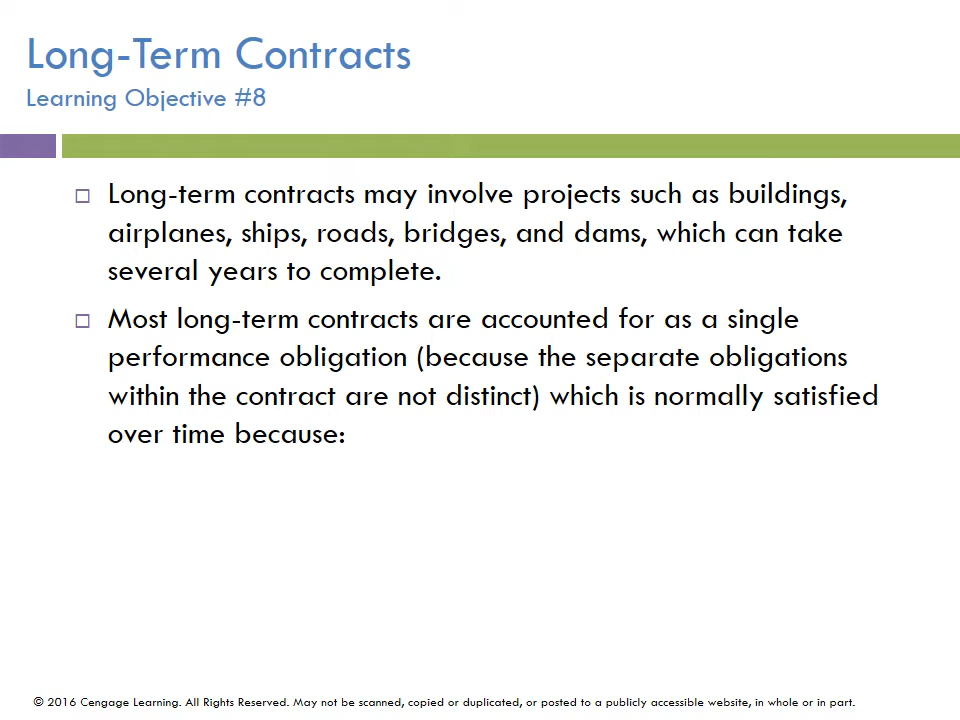 Long-Term Contracts
Learning Objective #8
Long-term contracts may involve projects such as buildings,
airplanes, ships, roads, bridges, and dams, which can take
several years to complete.
Most long-term contracts are accounted for as a single
performance obligation (because the separate obligations
within the contract are not distinct) which is normally satisfied
over time because:
© 2016 Cengage Learning. All Rights Reserved. May not be scanned, copied or duplicated, or posted to a publicly accessible website, in whole or in part.